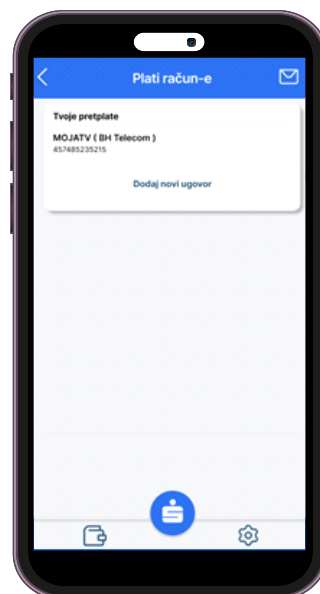 Plati račun-e
Tvoje pretplate
MOJATV ( BH Telecom )
457485235215
Dodaj novi ugovor